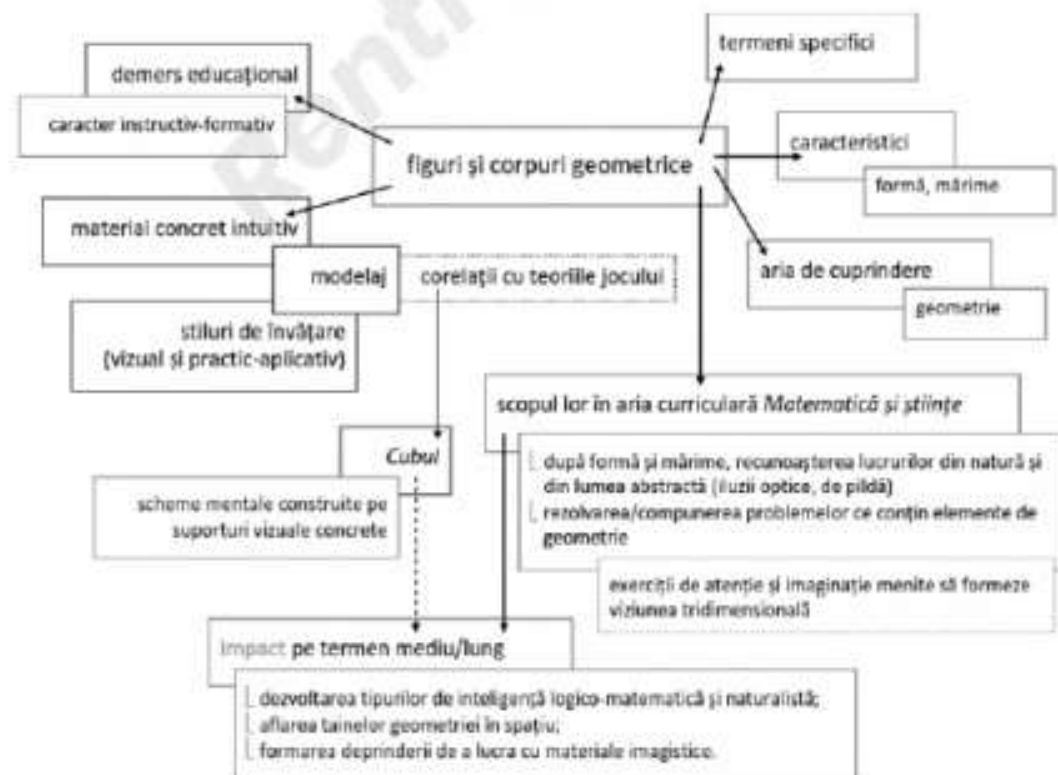 Renti
termeni specifici
demers educațional
caracter instructiv-formativ
caracteristici
formă, mărime
figuri și corpuri geometrice
material concret intuitiv
aria de cuprindere
geometrie
modelaj
corelații cu teoriile jocului
stiluri de învățare
(vizual și practic-aplicativ)
scopul lor în aria curriculară Matematică și științe
după formă și mărime, recunoașterea lucrurilor din natură și
din lumea abstractă (iluzii optice, de pildă)
rezolvarea/compunerea problemelor ce conțin elemente de
geometrie
exerciții de atenție și imaginație menite să formeze
viziunea tridimensională
Cubul
scheme mentale construite pe
suporturi vizuale concrete
impact pe termen mediu/lung
dezvoltarea tipurilor de inteligență logico-matematică și naturalistă;
aflarea tainelor geometriei în spațiu;
formarea deprinderii de a lucra cu materiale imagistice.